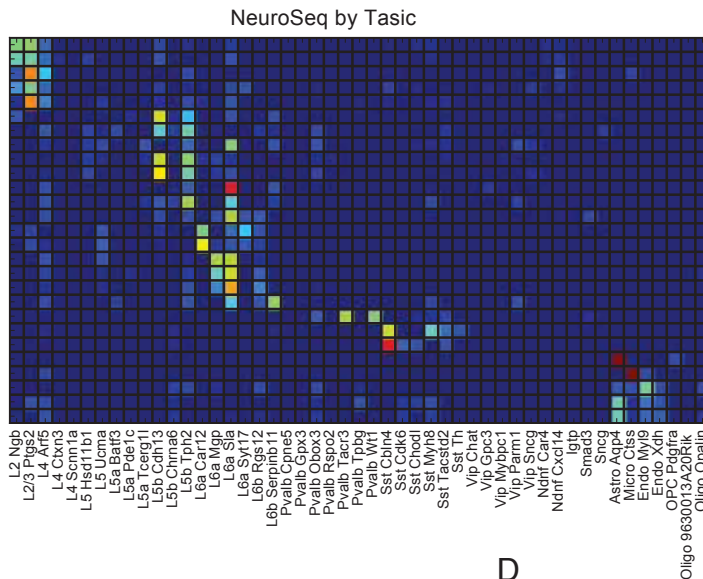 NeuroSeq by Tasic
L2 Ngb
L2/3 Ptgs2
L4 Arf5
L4 Ctxn3
L4 Scnn1a
L5 Hsd11b1
L5 Ucma
L5a Batf3
L5a Pde1c
L5a Tcerg1l
L5b Cdh13
L5b Chrna6
L5b Tph2
L6a Car12
L6a Mgp
L6a Sla
L6a Syt17
L6b Rgs12
L6b Serpinb11
Pvalb Cpne5
Pvalb Gpx3
Pvalb Obox3
Pvalb Rspo2
Pvalb Tacr3
Pvalb Tpbg
Pvalb Wt1
Sst Cbln4
Sst Cdk6
Sst Chodl
Sst Myh8
Sst Tacstd2
Sst Th
Vip Chat
Vip Gpc3
Vip Mybpc1
Vip Parm1
Vip Sncg
Ndnf Car4
Ndnf Cxcl14
Igtp
Smad3
Sncg
Astro Aqp4
Micro Ctss
Endo Myl9
Endo Xdh
OPC Pdgfra
Oligo 9630013A20Rik
Oligo Opalin
D